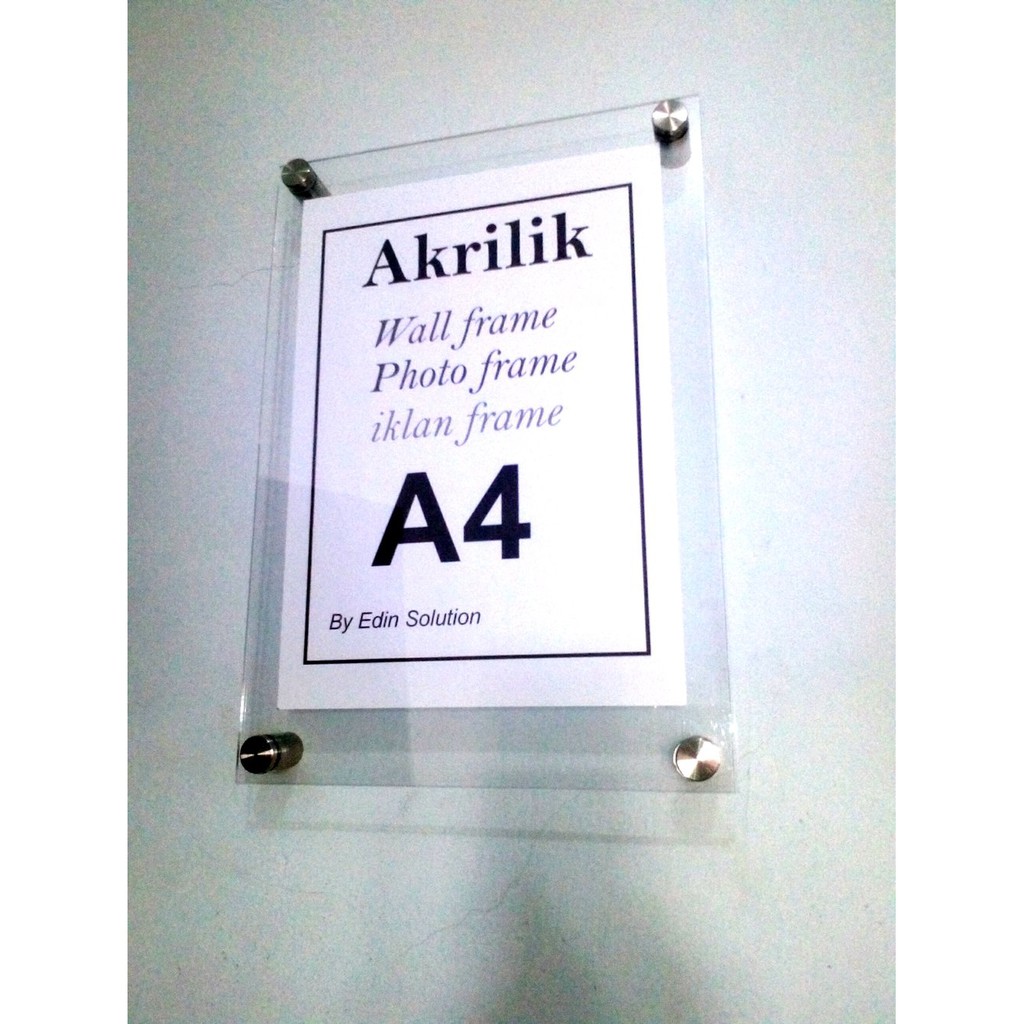 Akrilik
Wall frame
Photo frame
iklan frame
A4
By Edin Solution